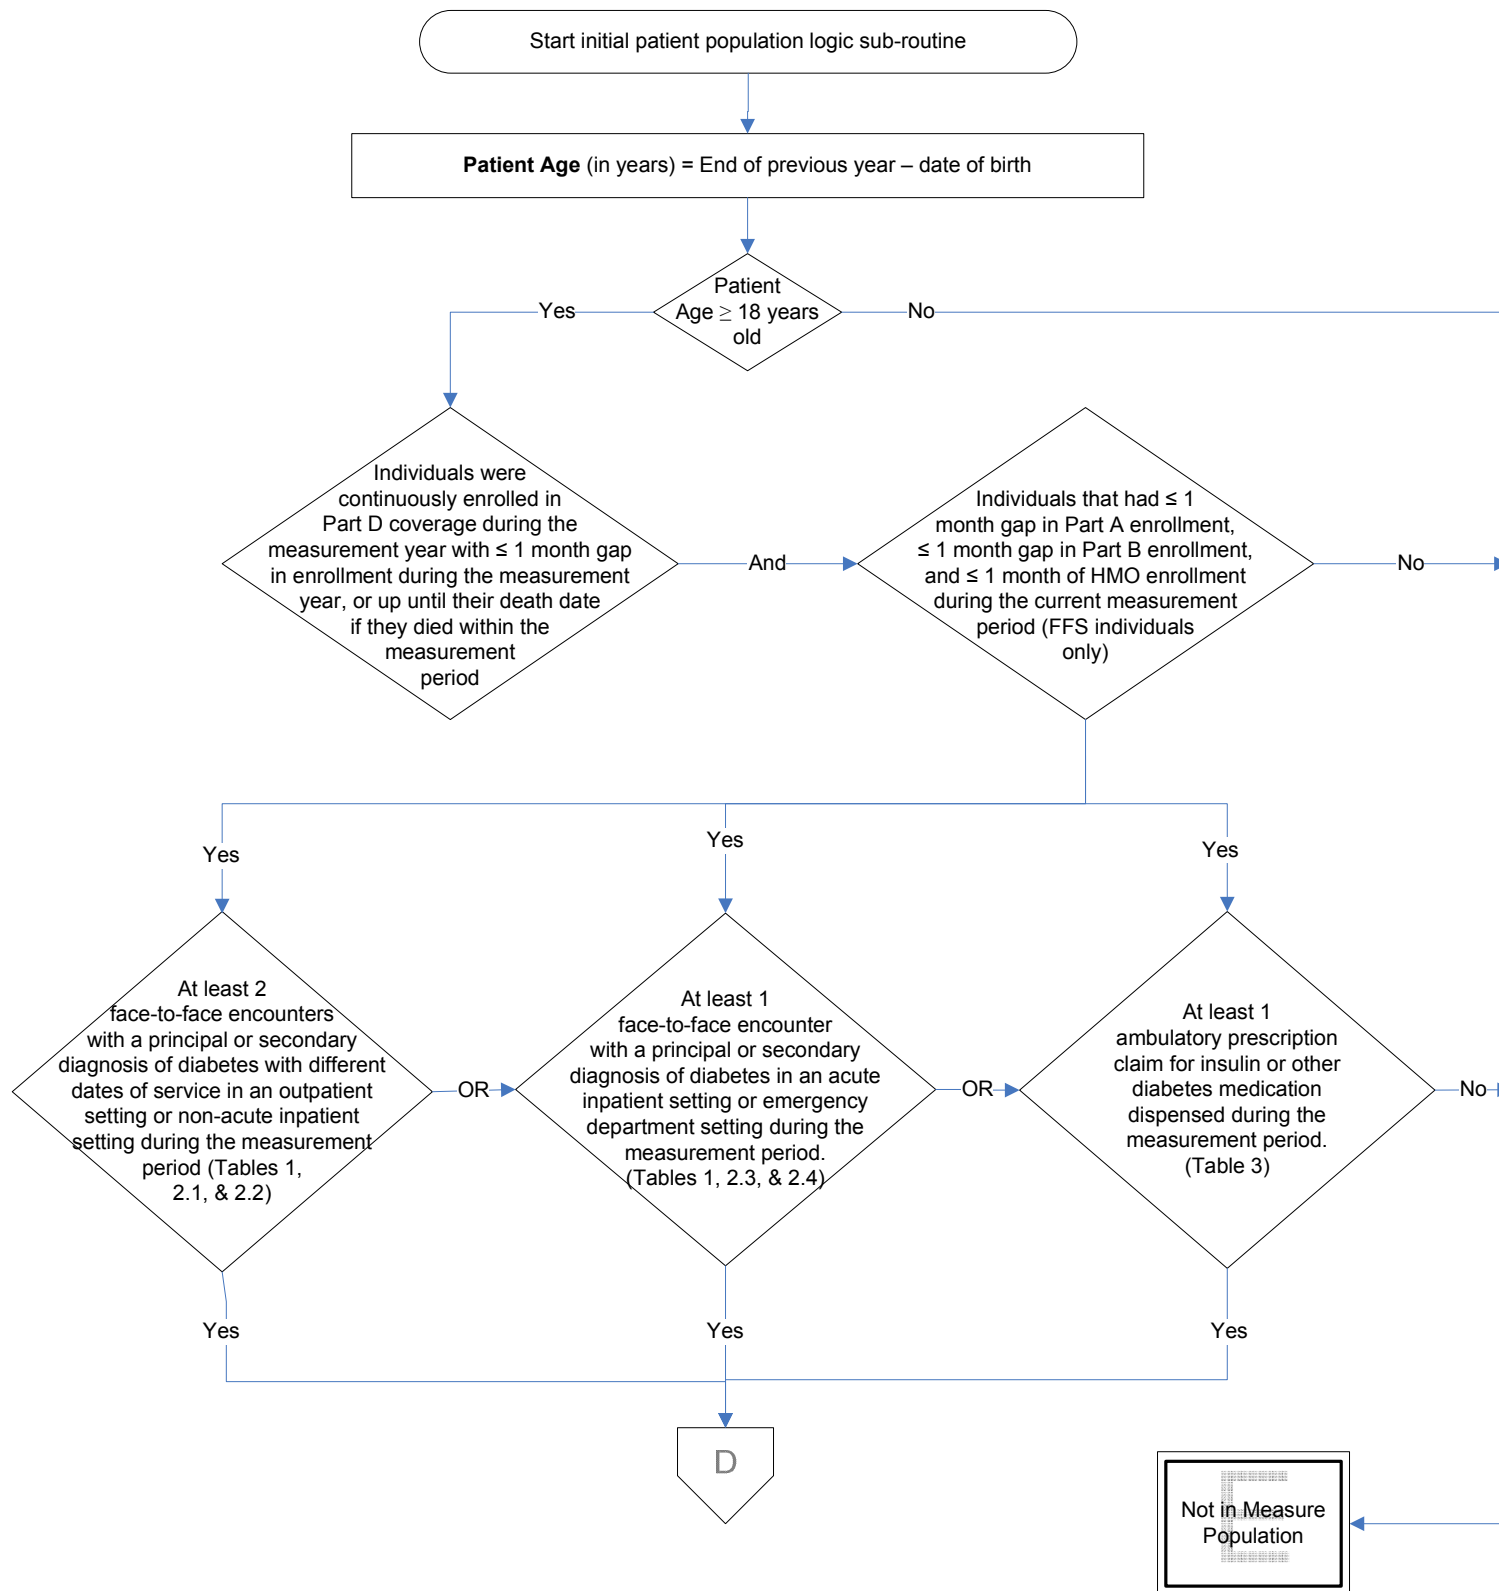 Start initial patient population logic sub-routine
Patient Age (in years) = End of previous year – date of birth
Patient
Age ≥ 18 years
old
Yes
No
Individuals were
continuously enrolled in
Part D coverage during the
measurement year with ≤ 1 month gap
in enrollment during the measurement
year, or up until their death date
if they died within the
measurement
period
And
Individuals that had ≤ 1
month gap in Part A enrollment,
≤ 1 month gap in Part B enrollment,
and ≤ 1 month of HMO enrollment
during the current measurement
period (FFS individuals
only)
No
Yes
Yes
Yes
At least 2
face-to-face encounters
with a principal or secondary
diagnosis of diabetes with different
dates of service in an outpatient
setting or non-acute inpatient
setting during the measurement
period (Tables 1,
2.1, & 2.2)
OR
At least 1
face-to-face encounter
with a principal or secondary
diagnosis of diabetes in an acute
inpatient setting or emergency
department setting during the
measurement period.
(Tables 1, 2.3, & 2.4)
OR
At least 1
ambulatory prescription
claim for insulin or other
diabetes medication
dispensed during the
measurement period.
(Table 3)
No
Yes
Yes
Yes
D
E
Not in Measure
Population